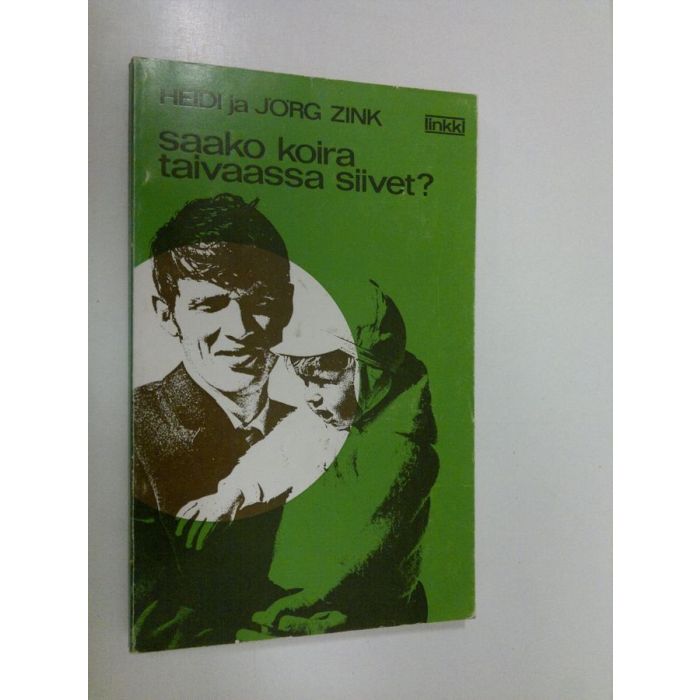 HEIDI ja JÖRG ZINK
linkki
saako koira
taivaassa siivet?